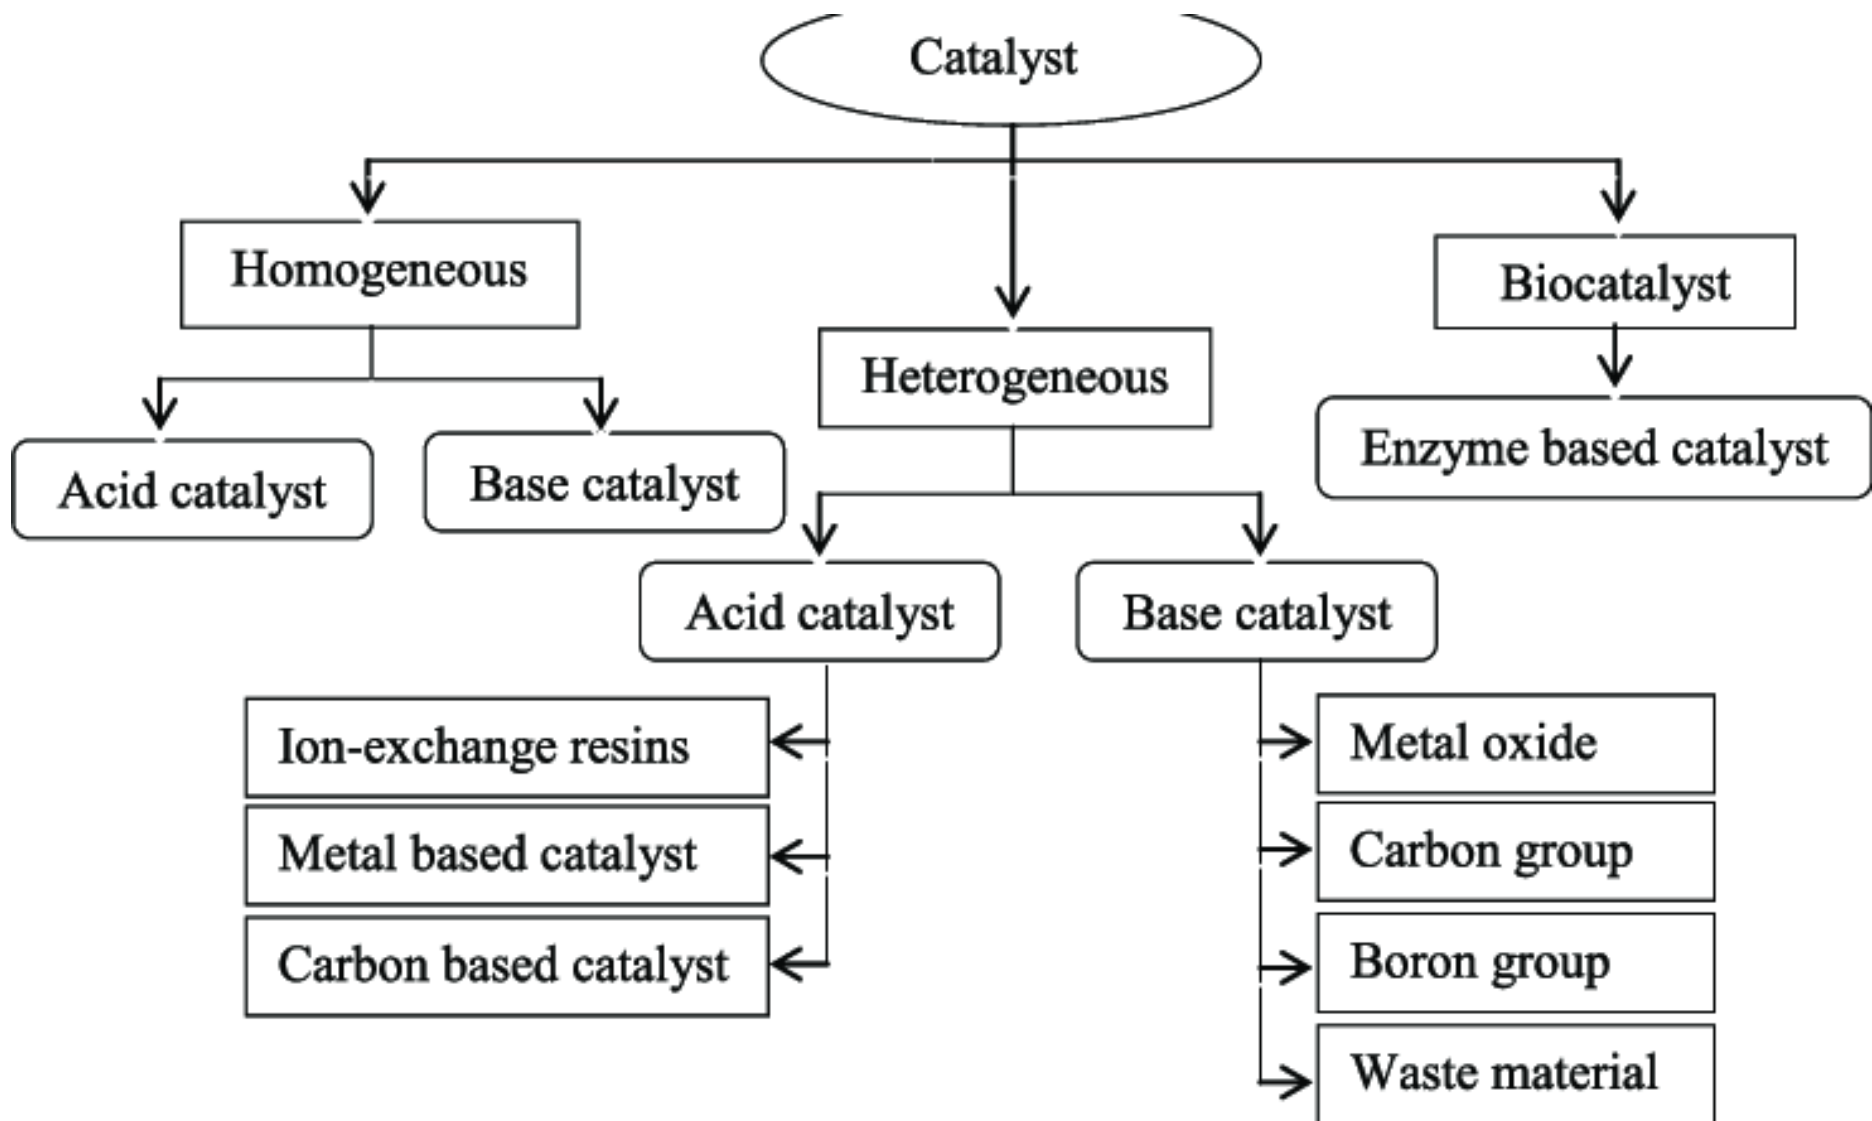 Catalyst
Homogeneous
Heterogeneous
Biocatalyst
Acid catalyst
Base catalyst
Enzyme based catalyst
Acid catalyst
Base catalyst
Ion-exchange resins
Metal based catalyst
Carbon based catalyst
Metal oxide
Carbon group
Boron group
Waste material